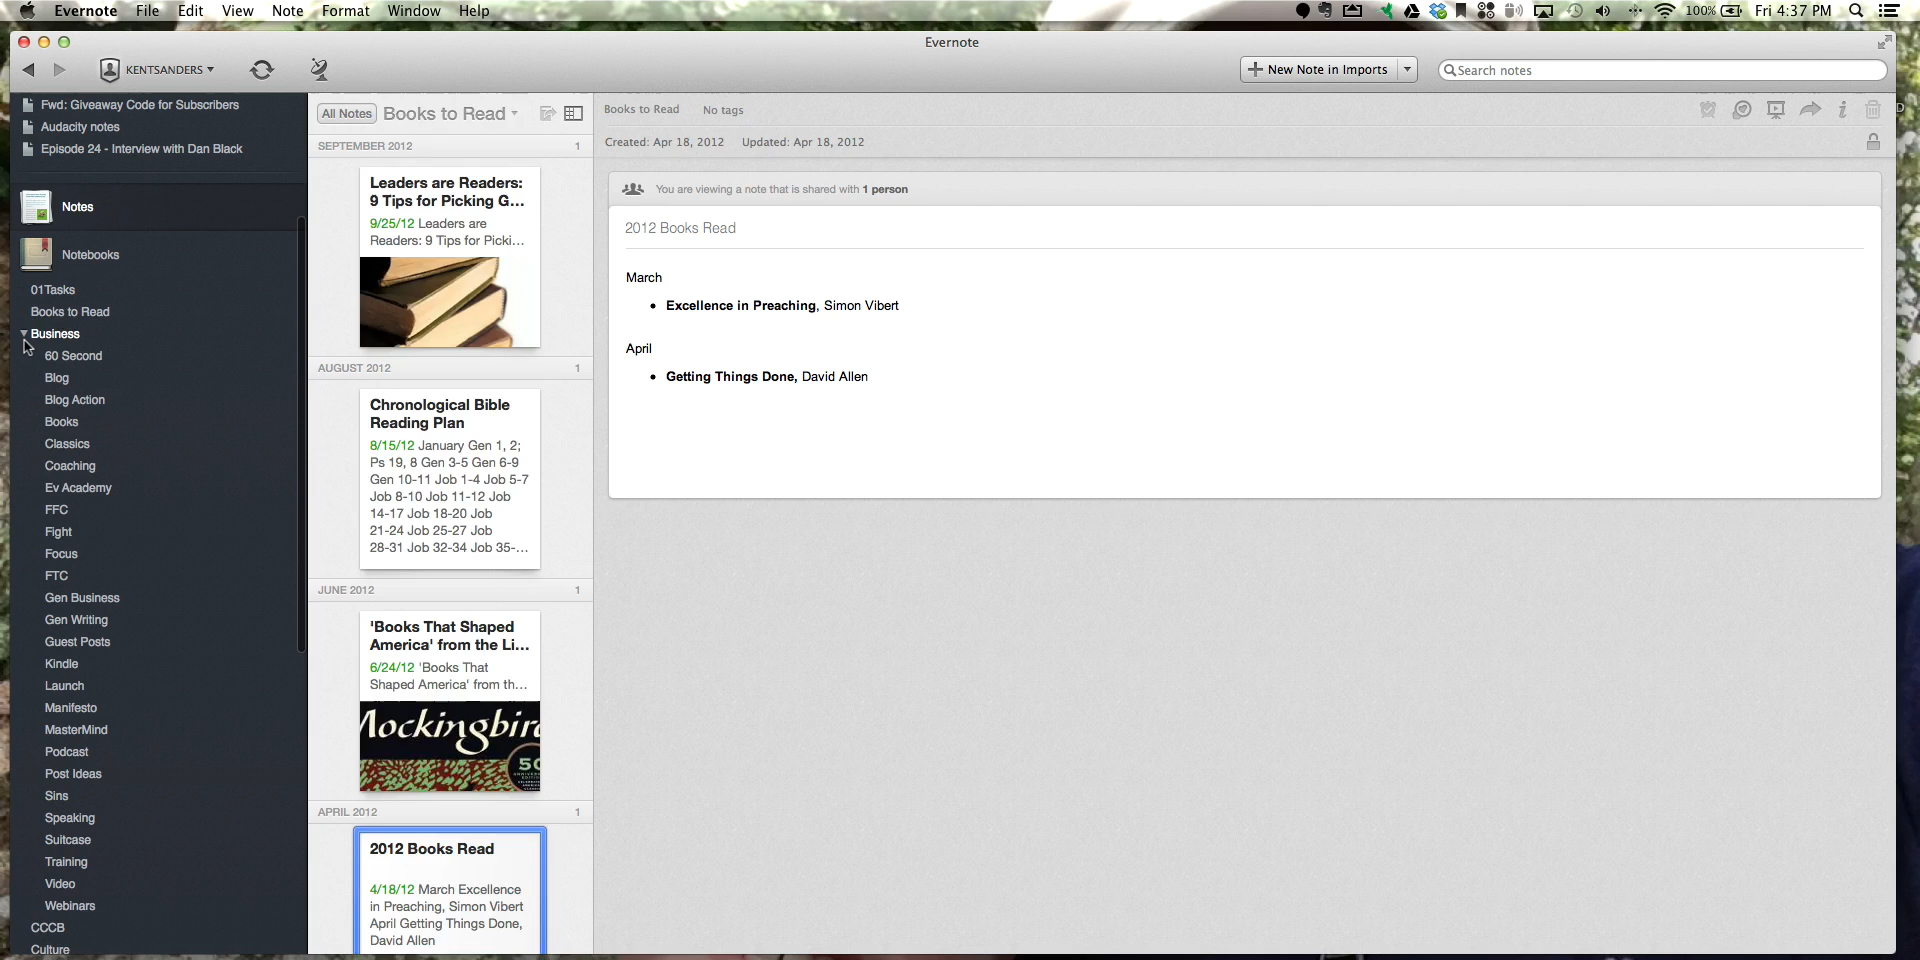 Evernote File Edit View Note Format Window Help
100% Fri 4:37 PM
Evernote
KENTSANDERS
New Note in Imports
Search notes
Fwd: Giveaway Code for Subscribers
Audacity notes
Episode 24 - Interview with Dan Black
Notes
Notebooks
01Tasks
Books to Read
Business
60 Second
Blog
Blog Action
Books
Classics
Coaching
Ev Academy
FFC
Fight
Focus
FTC
Gen Business
Gen Writing
Guest Posts
Kindle
Launch
Manifesto
MasterMind
Podcast
Post Ideas
Sins
Speaking
Suitcase
Training
Video
Webinars
CCCB
Culture
All Notes Books to Read
SEPTEMBER 2012 1
Leaders are Readers:
9 Tips for Picking G...
9/25/12 Leaders are
Readers: 9 Tips for Picki...
AUGUST 2012 1
Chronological Bible
Reading Plan
8/15/12 January Gen 1, 2;
Ps 19, 8 Gen 3-5 Gen 6-9
Gen 10-11 Job 1-4 Job 5-7
Job 8-10 Job 11-12 Job
14-17 Job 18-20 Job
21-24 Job 25-27 Job
28-31 Job 32-34 Job 35-...
JUNE 2012 1
'Books That Shaped
America' from the Li...
6/24/12 'Books That
Shaped America' from th...
Mockingbird
50
APRIL 2012 1
2012 Books Read
4/18/12 March Excellence
in Preaching, Simon Vibert
April Getting Things Done,
David Allen
Books to Read No tags
Created: Apr 18, 2012 Updated: Apr 18, 2012
You are viewing a note that is shared with 1 person
2012 Books Read
March
• Excellence in Preaching, Simon Vibert
April
• Getting Things Done, David Allen